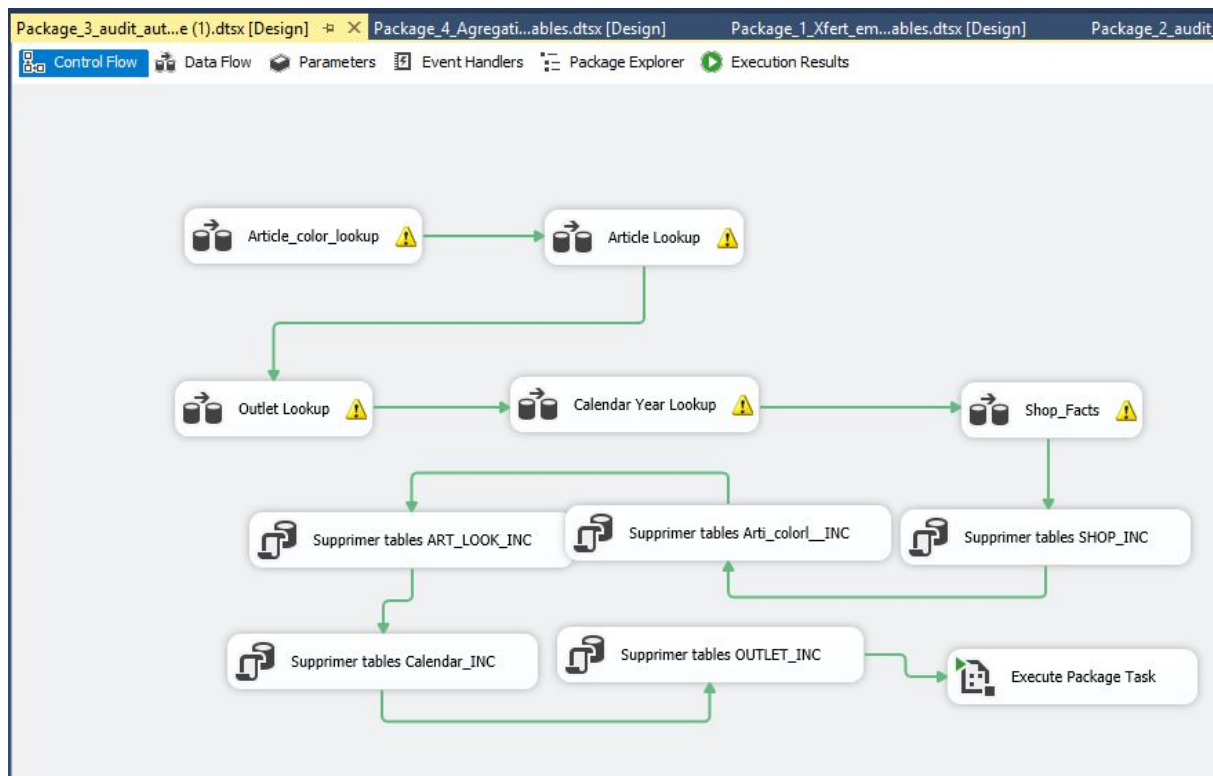 Package_3_audit_aut...e (1).dtsx [Design] Package_4_Agregati...ables.dtsx [Design] Package_1_Xfert_em...ables.dtsx [Design] Package_2_audit_
Control Flow Data Flow Parameters Event Handlers Package Explorer Execution Results
Article_color_lookup Article Lookup
Outlet Lookup Calendar Year Lookup Shop_Facts
Supprimer tables ART_LOOK_INC Supprimer tables Arti_colorl__INC Supprimer tables SHOP_INC
Supprimer tables Calendar_INC Supprimer tables OUTLET_INC Execute Package Task